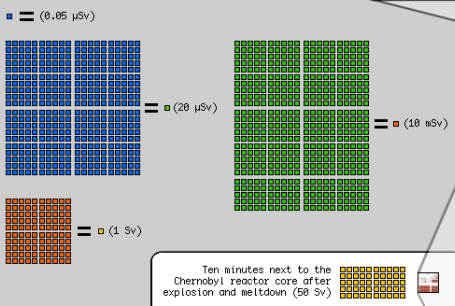 = (0.05 µSv)
= (20 µSv)
= (10 mSv)
= (1 Sv)
Ten minutes next to the
Chernobyl reactor core after
explosion and meltdown (50 Sv)